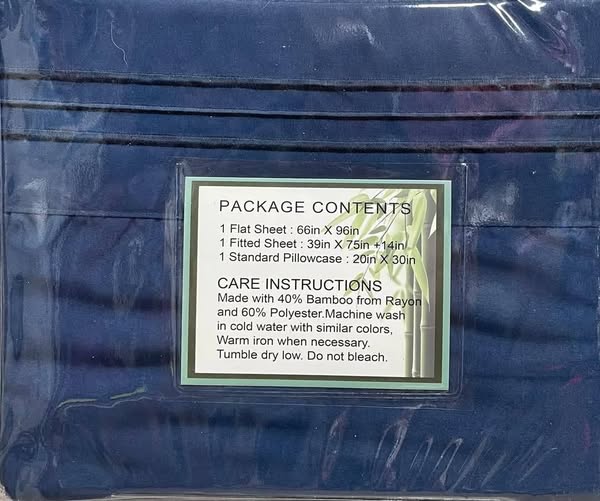 PACKAGE CONTENTS
1 Flat Sheet : 66in X 96in
1 Fitted Sheet : 39in X 75in +14in
1 Standard Pillowcase : 20in X 30in
CARE INSTRUCTIONS
Made with 40% Bamboo from Rayon
and 60% Polyester.Machine wash
in cold water with similar colors,
Warm iron when necessary.
Tumble dry low. Do not bleach.